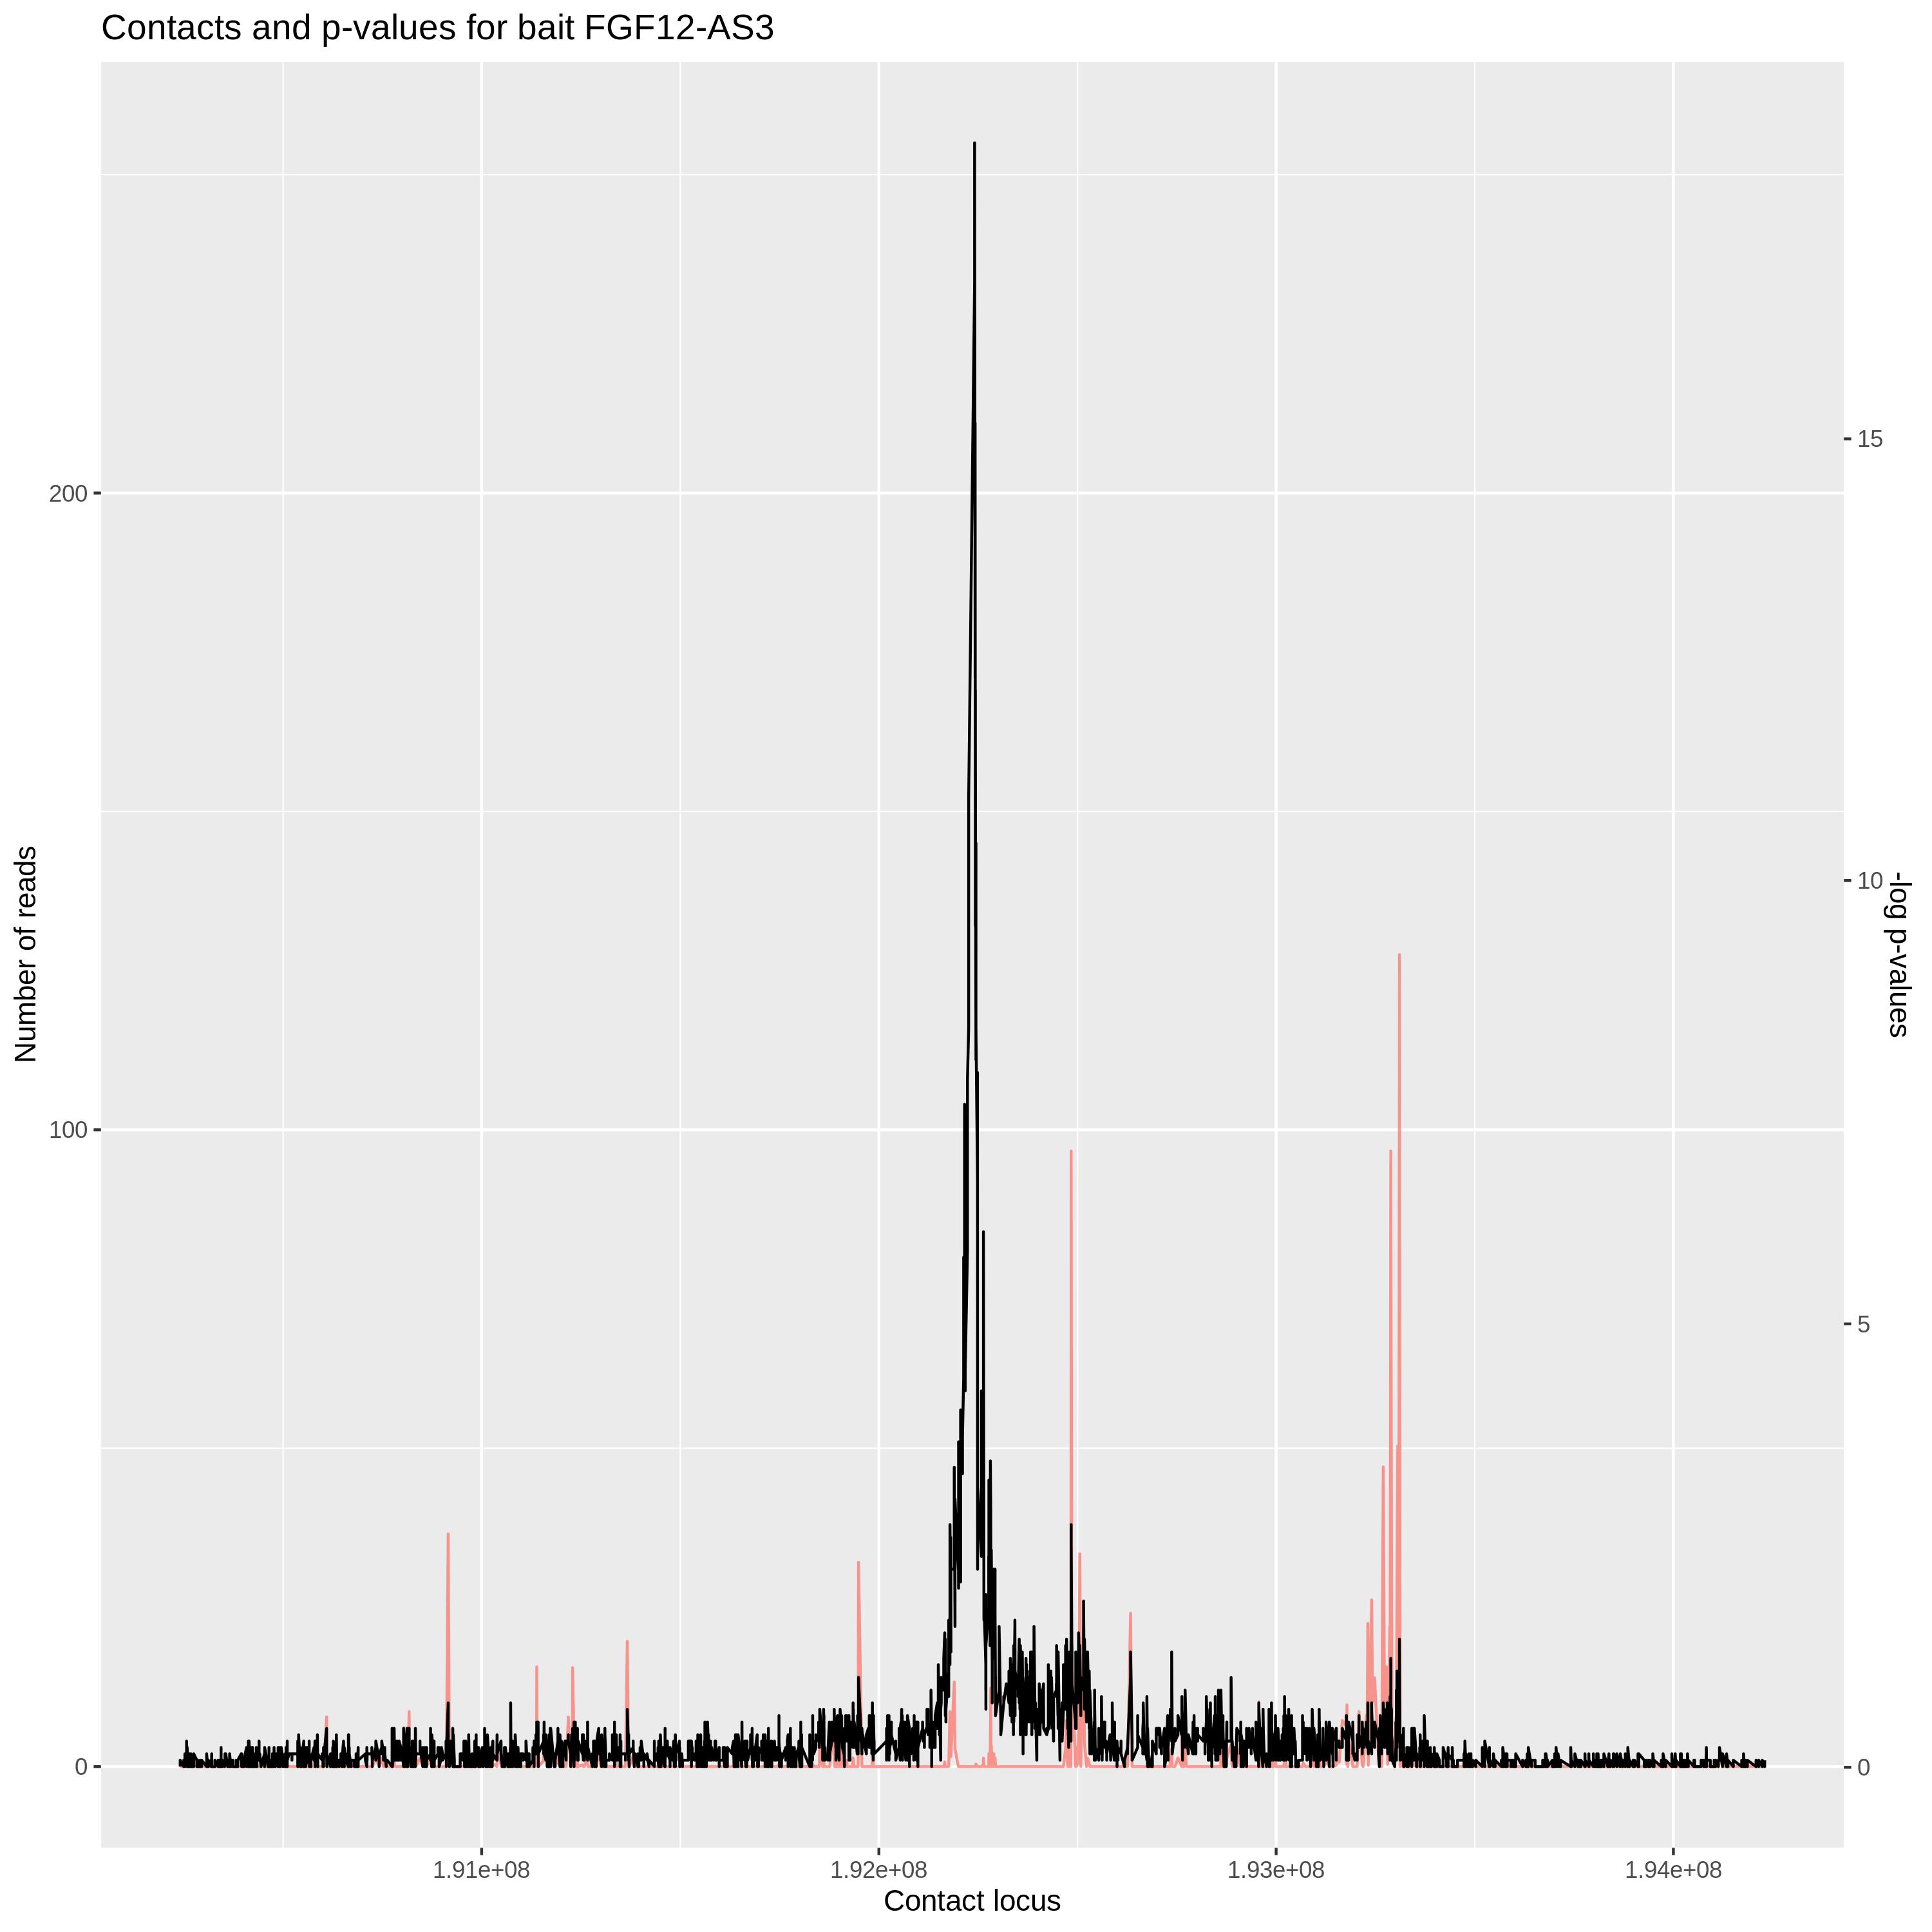 Contacts and p-values for bait FGF12-AS3
200
100
0
Number of reads
15
10
5
0
-log p-values
1.91e+08
1.92e+08
1.93e+08
1.94e+08
Contact locus